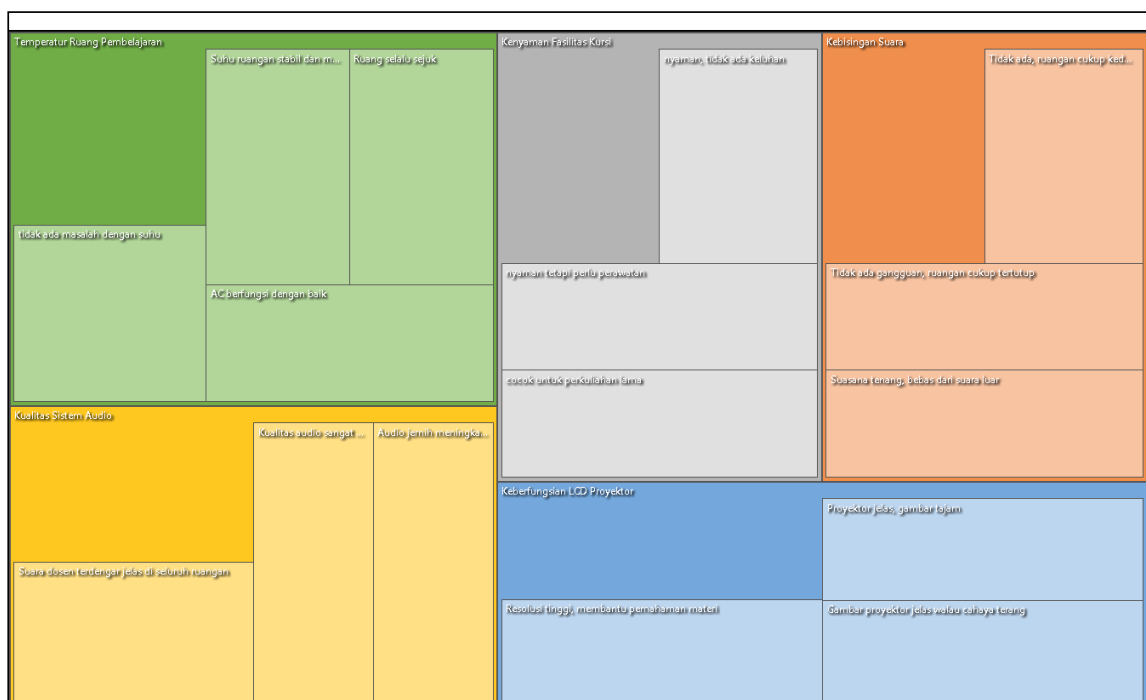 Temperatur Ruang Pembelajaran
Suhu ruangan stabil dan m...
Ruang selalu sejuk
tidak ada masalah dengan suhu
AC berfungsi dengan baik
Kenyaman Fasilitas Kursi
nyaman, tidak ada keluhan
nyaman tetapi perlu perawatan
cocok untuk perkuliahan lama
Kebisingan Suara
Tidak ada, ruangan cukup ked...
Tidak ada gangguan, ruangan cukup tertutup
Suasana tenang, bebas dari suara luar
Kualitas Sistem Audio
Kualitas audio sangat ...
Audio jernih meningka...
Suara dosen terdengar jelas di seluruh ruangan
Keberfungsian LCD Proyektor
Proyektor jelas, gambar tajam
Resolusi tinggi, membantu pemahaman materi
Gambar proyektor jelas walau cahaya terang